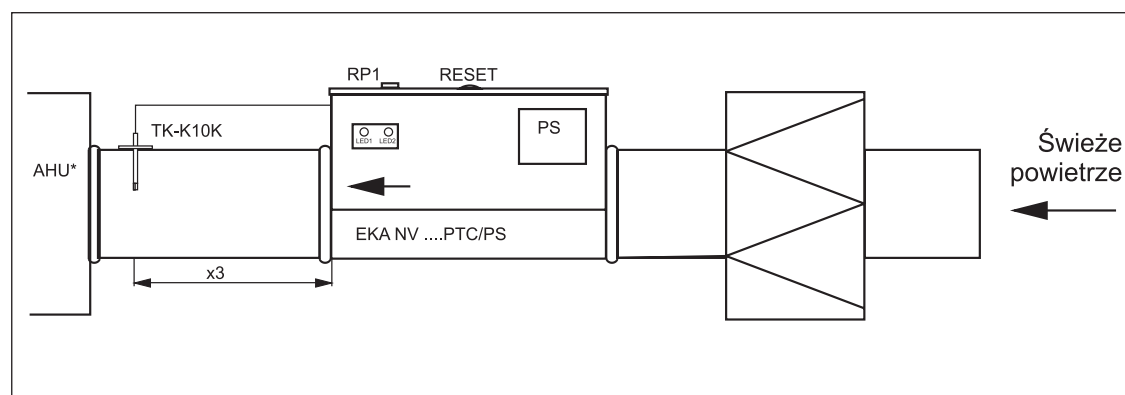 RP1
RESET
TK-K10K
LED1
LED2
PS
AHU*
Świeże
powietrze
EKA NV ....PTC/PS
x3